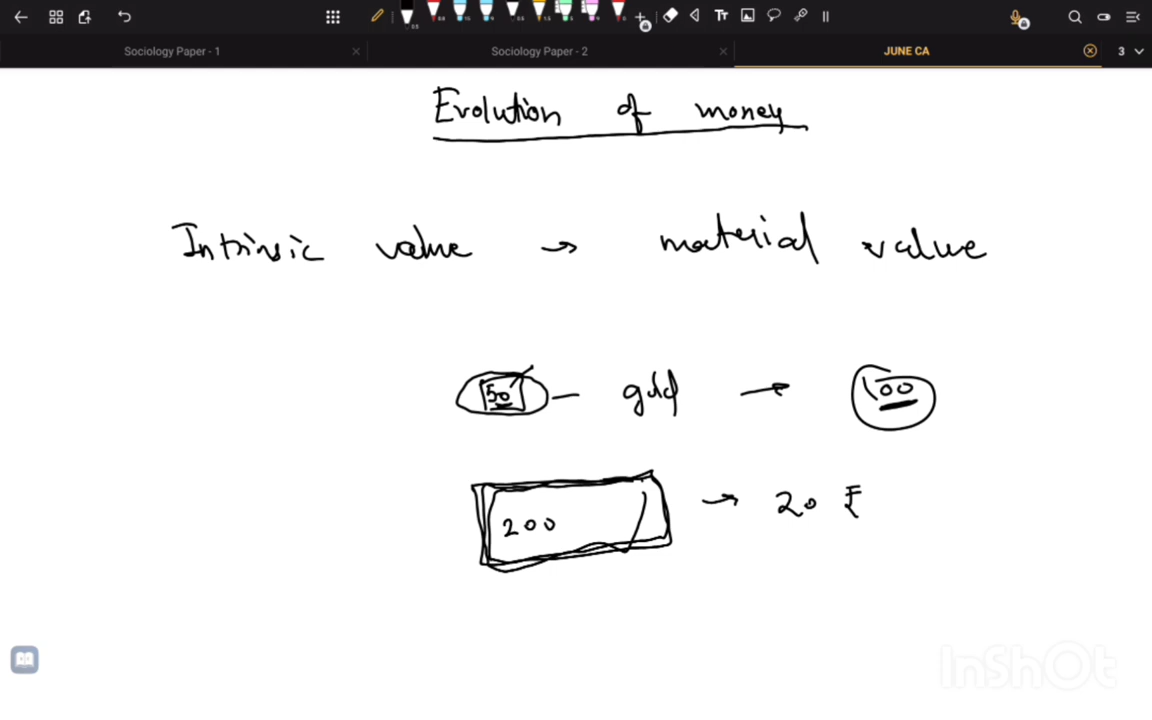 Sociology Paper - 1
Sociology Paper - 2
JUNE CA
3
Evolution of money
Intrinsic value → material value
50 — gold → 100
200 → 20 ₹
InShOt